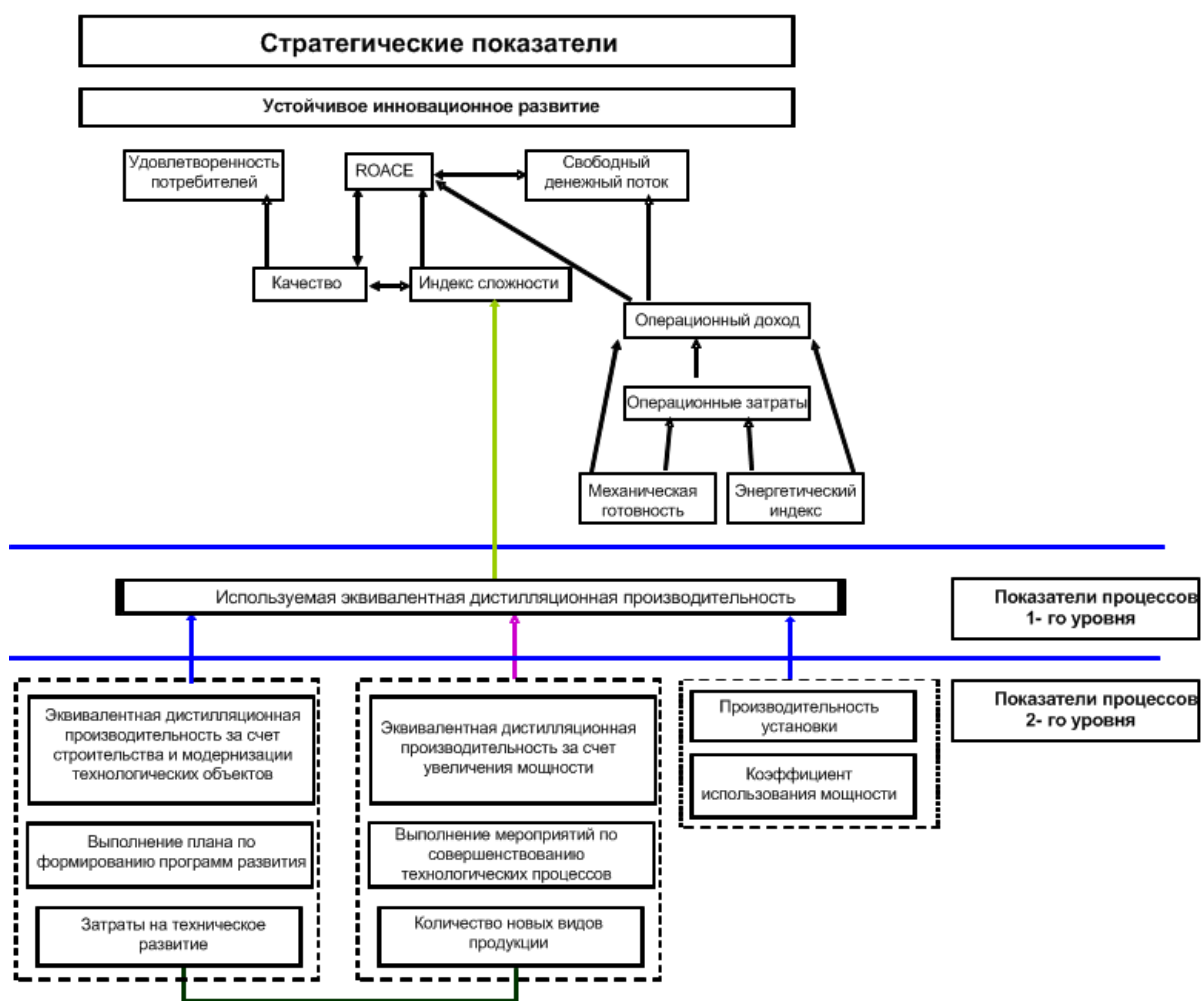 Стратегические показатели
Устойчивое инновационное развитие
Удовлетворенность
потребителей
ROACE
Свободный
денежный поток
Качество
Индекс сложности
Операционный доход
Операционные затраты
Механическая
готовность
Энергетический
индекс
Используемая эквивалентная дистилляционная производительность
Показатели процессов
1- го уровня
Показатели процессов
2- го уровня
Эквивалентная дистилляционная
производительность за счет
строительства и модернизации
технологических объектов
Выполнение плана по
формированию программ развития
Затраты на техническое
развитие
Эквивалентная дистилляционная
производительность за счет
увеличения мощности
Выполнение мероприятий по
совершенствованию
технологических процессов
Количество новых видов
продукции
Производительность
установки
Коэффициент
использования мощности